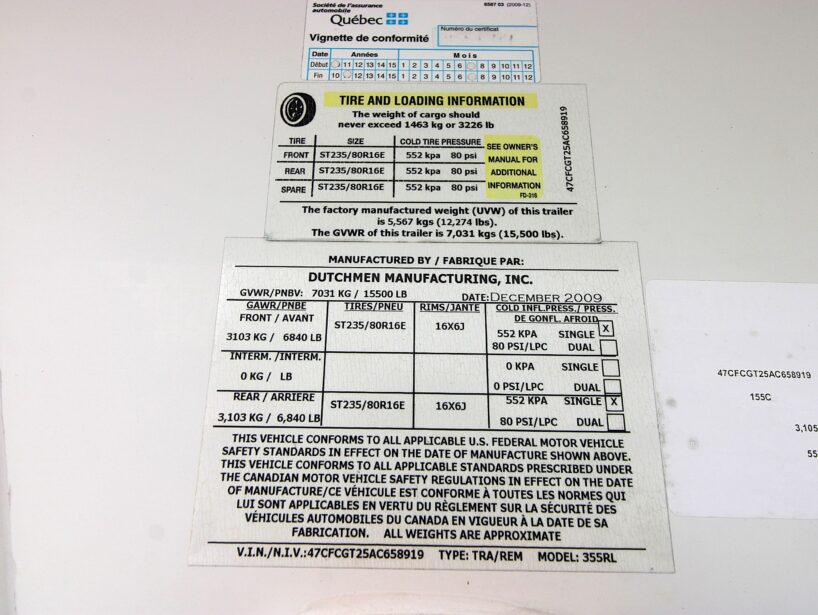 Société de l'assurance
automobile
Québec
6587 03 (2009-12)
Vignette de conformité
Numéro du certificat
Date Années Mois
Début 11 12 13 14 15 1 2 3 4 5 6 8 9 10 11 12
Fin 10 12 13 14 15 1 2 3 4 5 6 8 9 10 11 12
TIRE AND LOADING INFORMATION
The weight of cargo should
never exceed 1463 kg or 3226 lb
TIRE SIZE COLD TIRE PRESSURE
FRONT ST235/80R16E 552 kpa 80 psi
REAR ST235/80R16E 552 kpa 80 psi
SPARE ST235/80R16E 552 kpa 80 psi
SEE OWNER'S
MANUAL FOR
ADDITIONAL
INFORMATION
FD-316
47CFCGT25AC658919
The factory manufactured weight (UVW) of this trailer
is 5,567 kgs (12,274 lbs).
The GVWR of this trailer is 7,031 kgs (15,500 lbs).
MANUFACTURED BY / FABRIQUE PAR:
DUTCHMEN MANUFACTURING, INC.
GVWR/PNBV: 7031 KG / 15500 LB DATE: DECEMBER 2009
GAWR/PNBE TIRES/PNEU RIMS/JANTE COLD INFL.PRESS./ PRESS.
DE GONFL. AFROID
FRONT / AVANT ST235/80R16E 16X6J 552 KPA SINGLE X
3103 KG / 6840 LB 80 PSI/LPC DUAL
INTERM. /INTERM. 0 KPA SINGLE
0 KG / LB 0 PSI/LPC DUAL
REAR / ARRIERE ST235/80R16E 16X6J 552 KPA SINGLE X
3,103 KG / 6,840 LB 80 PSI/LPC DUAL
THIS VEHICLE CONFORMS TO ALL APPLICABLE U.S. FEDERAL MOTOR VEHICLE
SAFETY STANDARDS IN EFFECT ON THE DATE OF MANUFACTURE SHOWN ABOVE.
THIS VEHICLE CONFORMS TO ALL APPLICABLE STANDARDS PRESCRIBED UNDER
THE CANADIAN MOTOR VEHICLE SAFETY REGULATIONS IN EFFECT ON THE DATE
OF MANUFACTURE/CE VÉHICULE EST CONFORME À TOUTES LES NORMES QUI
LUI SONT APPLICABLES EN VERTU DU RÈGLEMENT SUR LA SÉCURITÉ DES
VÉHICULES AUTOMOBILES DU CANADA EN VIGUEUR À LA DATE DE SA
FABRICATION. ALL WEIGHTS ARE APPROXIMATE
V.I.N./N.I.V.:47CFCGT25AC658919 TYPE: TRA/REM MODEL: 355RL
47CFCGT25AC658919
155C
3,105
55